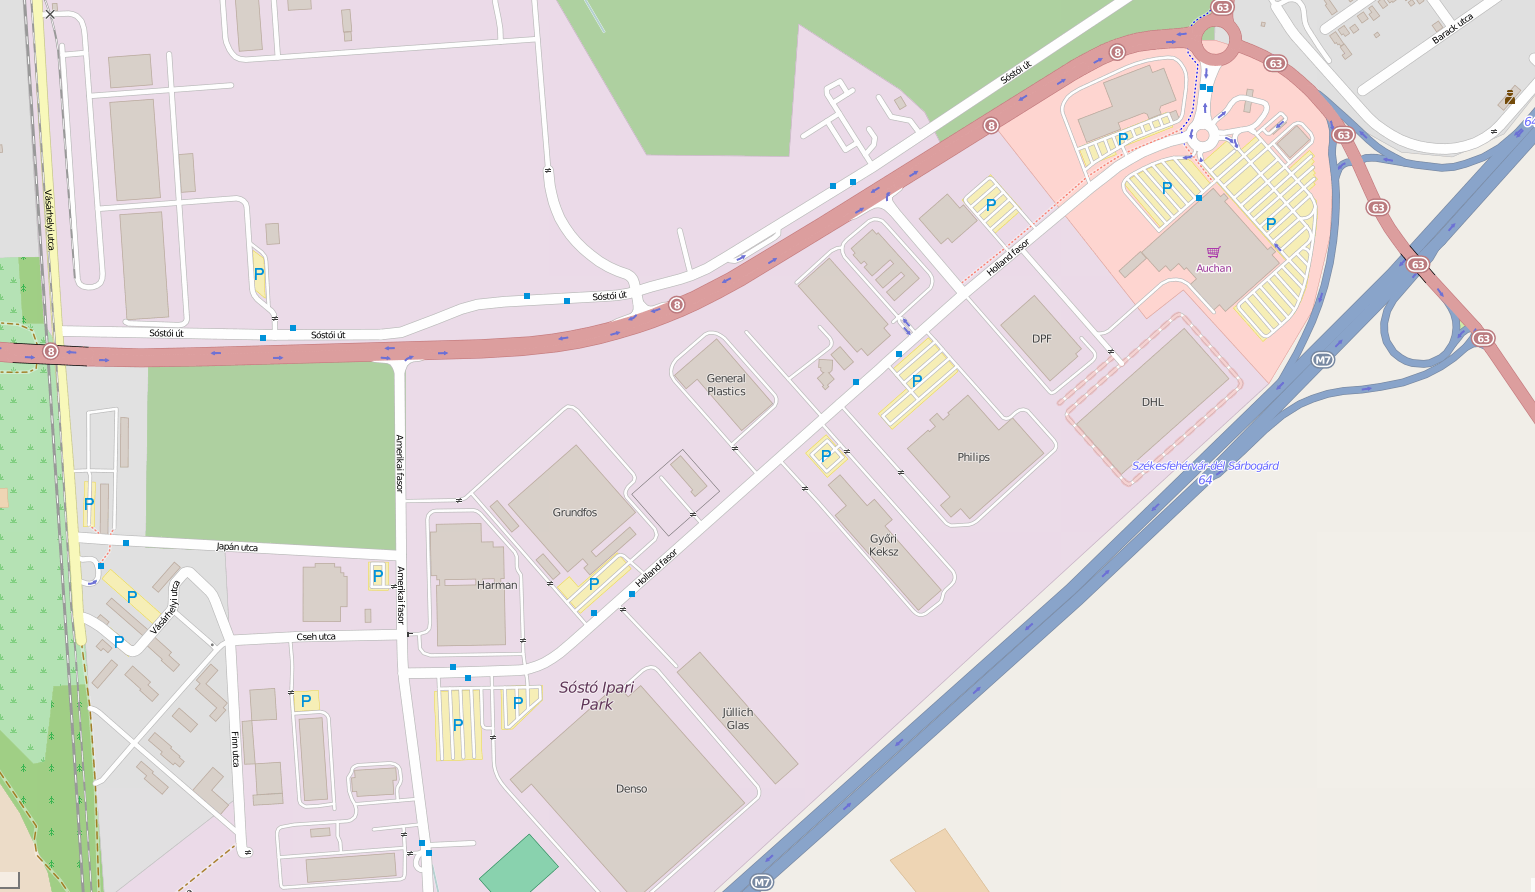 63
Barack utca
8
63
Sóstói út
8
63
P
64
Vásárhelyi utca
P
P
63
P
Holland fasor
Auchan
63
P
Sóstói út
8
Sóstói út
Sóstói út
8
DPF
63
M7
General
Plastics
P
DHL
Amerikai fasor
P
Philips
Székesfehérvár-dél Sárbogárd
64
P
Grundfos
Győri
Keksz
Japán utca
Holland fasor
P
Amerikai fasor
Harman
P
P
Vásárhelyi utca
P
Cseh utca
Sóstó Ipari
Park
P
P
P
Jüllich
Glas
Finn utca
Denso
M7